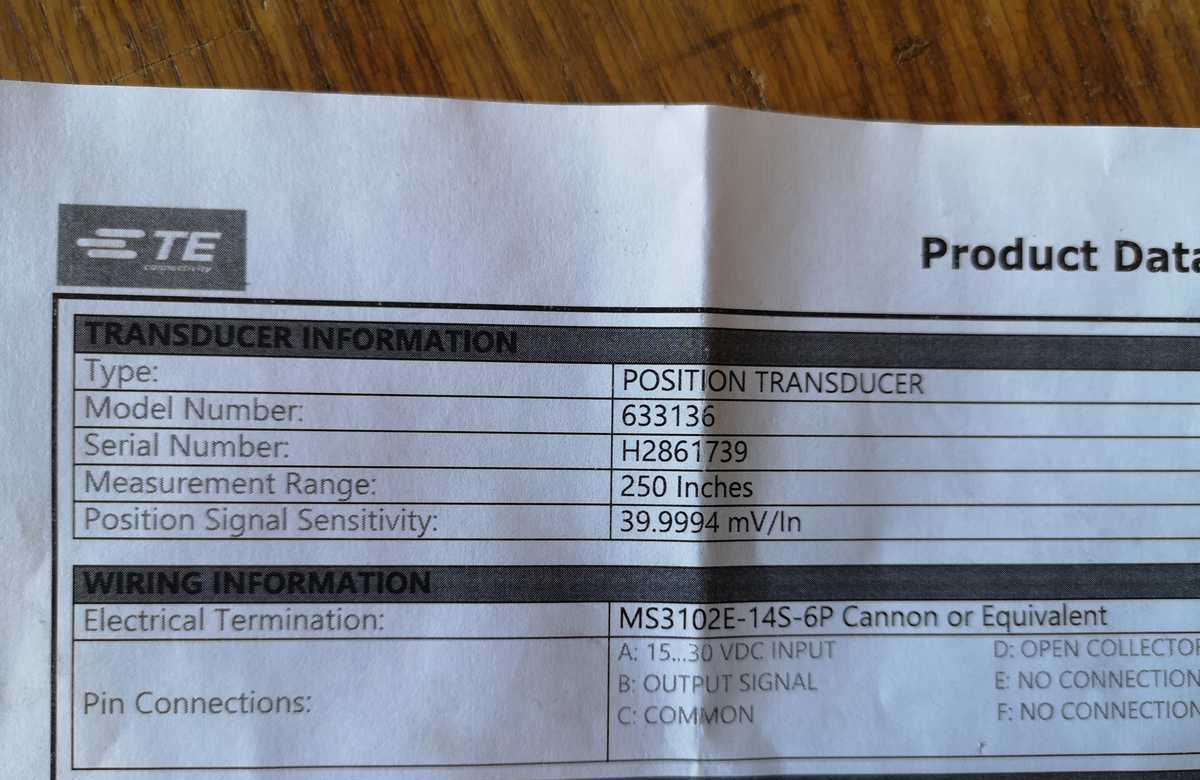 TE
connectivity
Product Data
TRANSDUCER INFORMATION
Type: POSITION TRANSDUCER
Model Number: 633136
Serial Number: H2861739
Measurement Range: 250 Inches
Position Signal Sensitivity: 39.9994 mV/In
WIRING INFORMATION
Electrical Termination: MS3102E-14S-6P Cannon or Equivalent
Pin Connections:
A: 15...30 VDC INPUT D: OPEN COLLECTOR
B: OUTPUT SIGNAL E: NO CONNECTION
C: COMMON F: NO CONNECTION